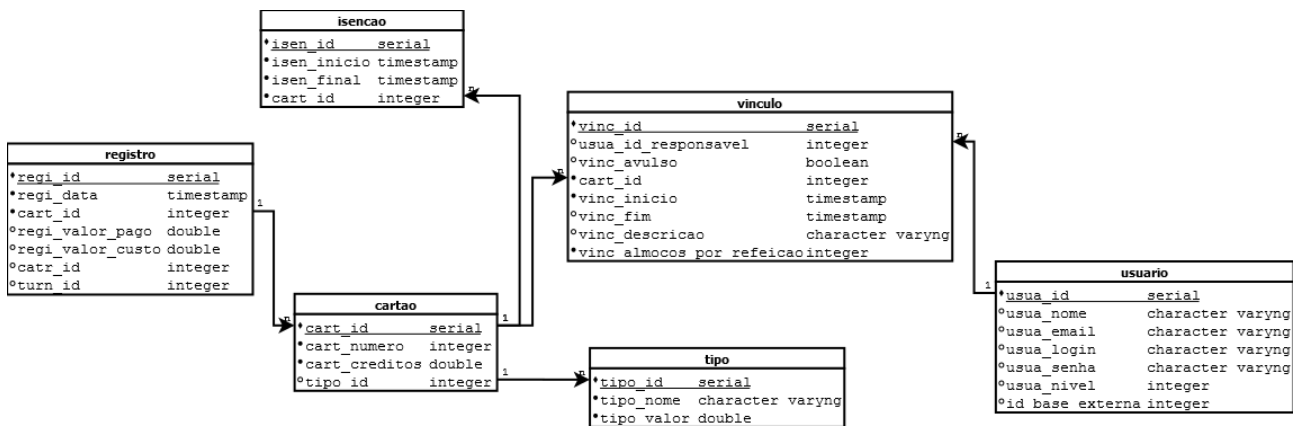 isencao
isen_id serial
isen_inicio timestamp
isen_final timestamp
cart_id integer
n
registro
regi_id serial
regi_data timestamp
cart_id integer
regi_valor_pago double
regi_valor_custo double
catr_id integer
turn_id integer
1
n
vinculo
vinc_id serial
usua_id_responsavel integer
vinc_avulso boolean
cart_id integer
vinc_inicio timestamp
vinc_fim timestamp
vinc_descricao character varyng
vinc_almocos_por_refeicao integer
n
n
cartao
cart_id serial
cart_numero integer
cart_creditos double
tipo_id integer
1
1
n
tipo
tipo_id serial
tipo_nome character varyng
tipo_valor double
usuario
usua_id serial
usua_nome character varyng
usua_email character varyng
usua_login character varyng
usua_senha character varyng
usua_nivel integer
id_base_externa integer
1